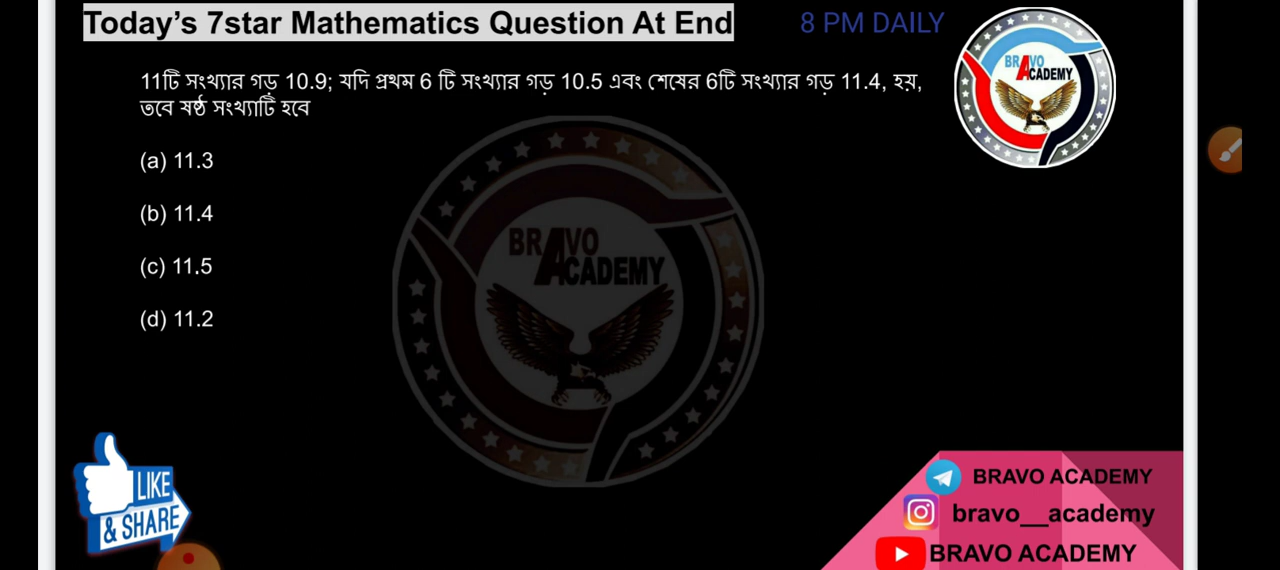 Today's 7star Mathematics Question At End
8 PM DAILY
BRAVO
ACADEMY
11টি সংখ্যার গড় 10.9; যদি প্রথম 6 টি সংখ্যার গড় 10.5 এবং শেষের 6টি সংখ্যার গড় 11.4, হয়,
তবে ষষ্ঠ সংখ্যাটি হবে
(a) 11.3
(b) 11.4
(c) 11.5
(d) 11.2
BRAVO
ACADEMY
LIKE
& SHARE
BRAVO ACADEMY
bravo__academy
BRAVO ACADEMY